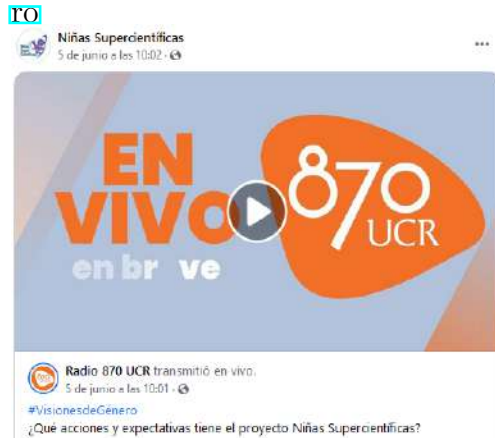 ro
Niñas Supercientíficas
5 de junio a las 10:02 ·
EN
VIVO
en br ve
870
UCR
Radio 870 UCR transmitió en vivo.
5 de junio a las 10:01 ·
#VisionesdeGénero
¿Qué acciones y expectativas tiene el proyecto Niñas Supercientíficas?